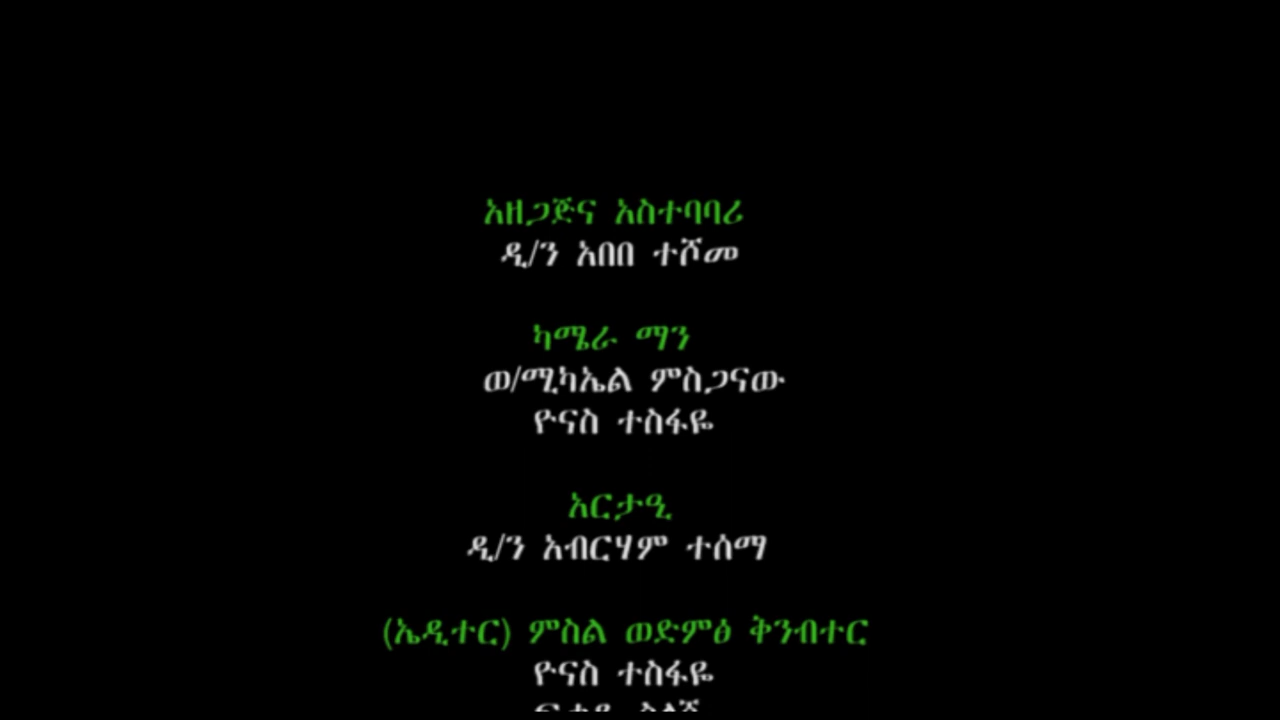 አዘጋጅና አስተባባሪ
ዲ/ን አበበ ተሾመ
ካሜራ ማን
ወ/ሚካኤል ምስጋናው
ዮናስ ተስፋዬ
አርታዒ
ዲ/ን አብርሃም ተሰማ
(ኤዲተር) ምስል ወድምፅ ቅንብተር
ዮናስ ተስፋዬ